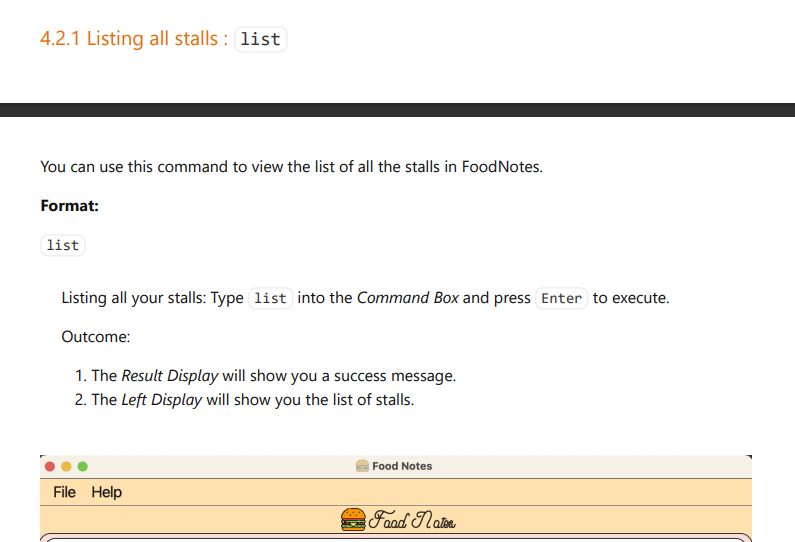 4.2.1 Listing all stalls : list
You can use this command to view the list of all the stalls in FoodNotes.
Format:
list
Listing all your stalls: Type list into the Command Box and press Enter to execute.
Outcome:
1. The Result Display will show you a success message.
2. The Left Display will show you the list of stalls.
Food Notes
File Help
Food Notes